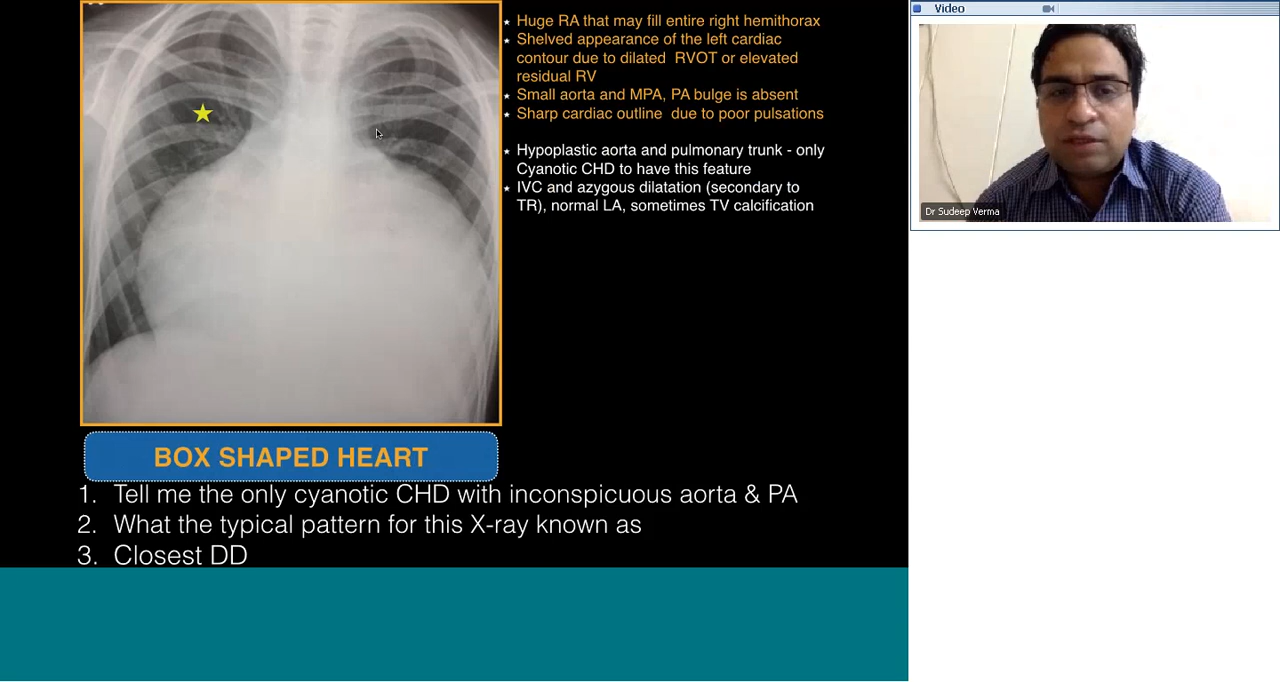 Huge RA that may fill entire right hemithorax
Shelved appearance of the left cardiac
contour due to dilated RVOT or elevated
residual RV
Small aorta and MPA, PA bulge is absent
Sharp cardiac outline due to poor pulsations
Hypoplastic aorta and pulmonary trunk - only
Cyanotic CHD to have this feature
IVC and azygous dilatation (secondary to
TR), normal LA, sometimes TV calcification
BOX SHAPED HEART
1. Tell me the only cyanotic CHD with inconspicuous aorta & PA
2. What the typical pattern for this X-ray known as
3. Closest DD
Video
Dr Sudeep Verma